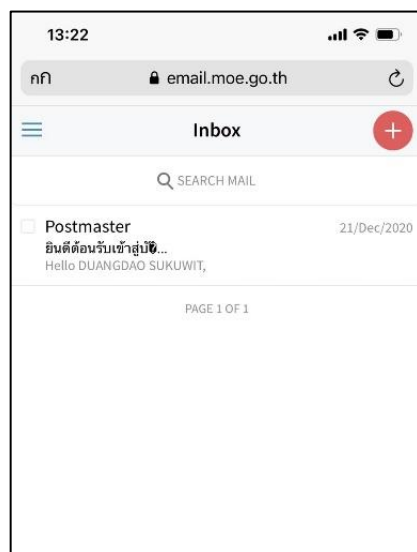 13:22
กก email.moe.go.th
Inbox
SEARCH MAIL
Postmaster 21/Dec/2020
ยินดีต้อนรับเข้าสู่บั�...
Hello DUANGDAO SUKUWIT,
PAGE 1 OF 1